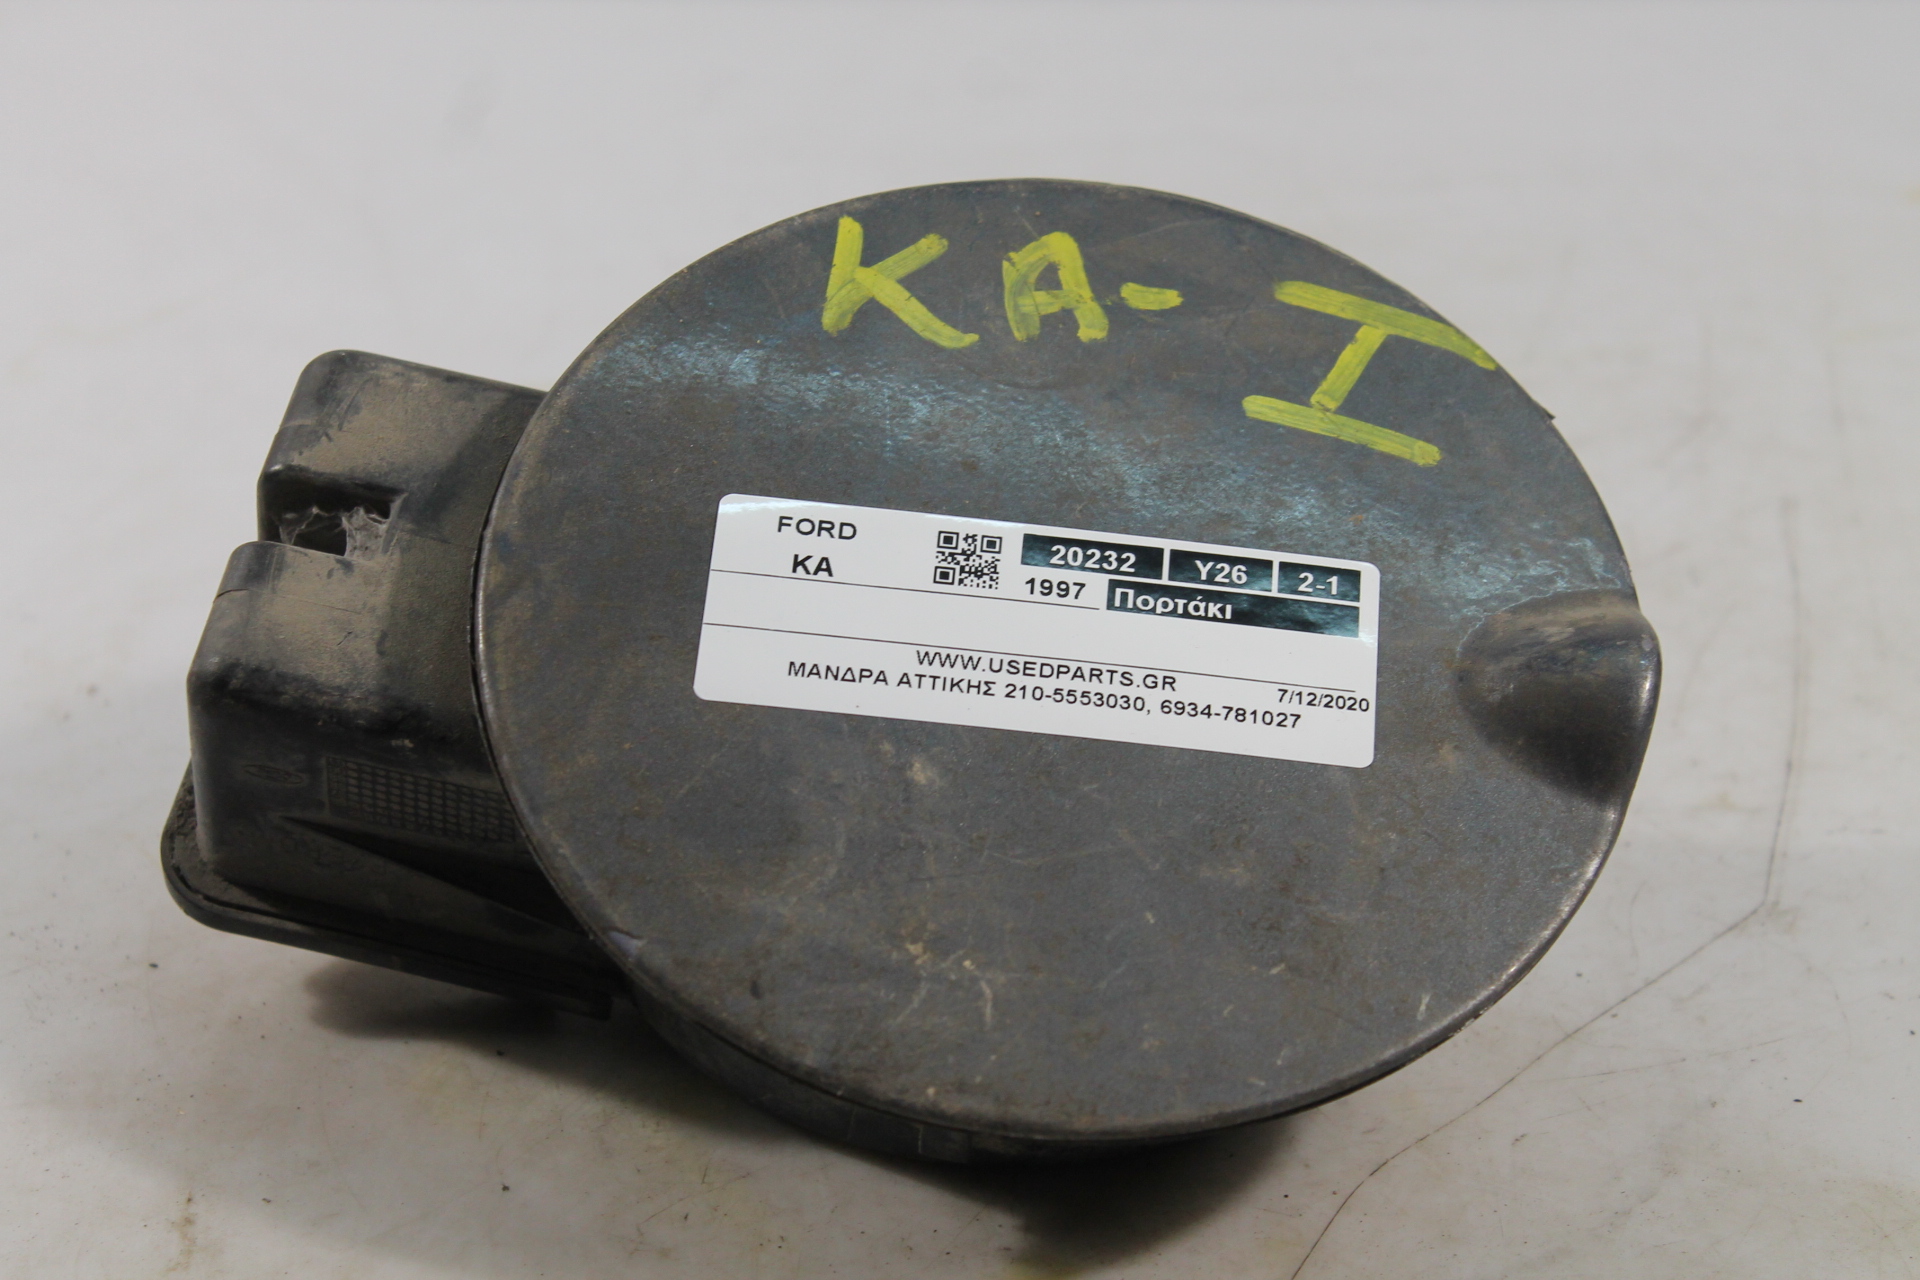 KA-I
FORD
KA
20232 Y26 2-1
1997 Πορτάκι
WWW.USEDPARTS.GR
7/12/2020
ΜΑΝΔΡΑ ΑΤΤΙΚΗΣ 210-5553030, 6934-781027